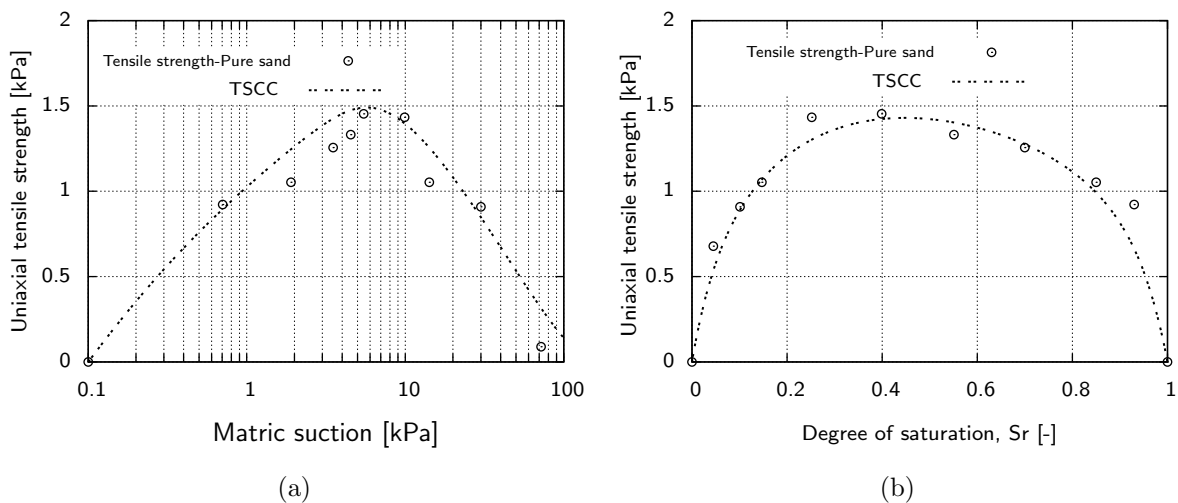 2
1.5
1
0.5
0
Uniaxial tensile strength [kPa]
Tensile strength-Pure sand
TSCC
0.1
1
10
100
Matric suction [kPa]
(a)
2
1.5
1
0.5
0
Uniaxial tensile strength [kPa]
Tensile strength-Pure sand
TSCC
0
0.2
0.4
0.6
0.8
1
Degree of saturation, Sr [-]
(b)